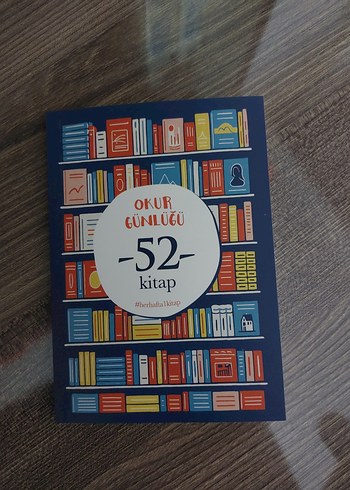 OKUR
GÜNLÜĞÜ
-52-
kitap
#herhafta1kitap